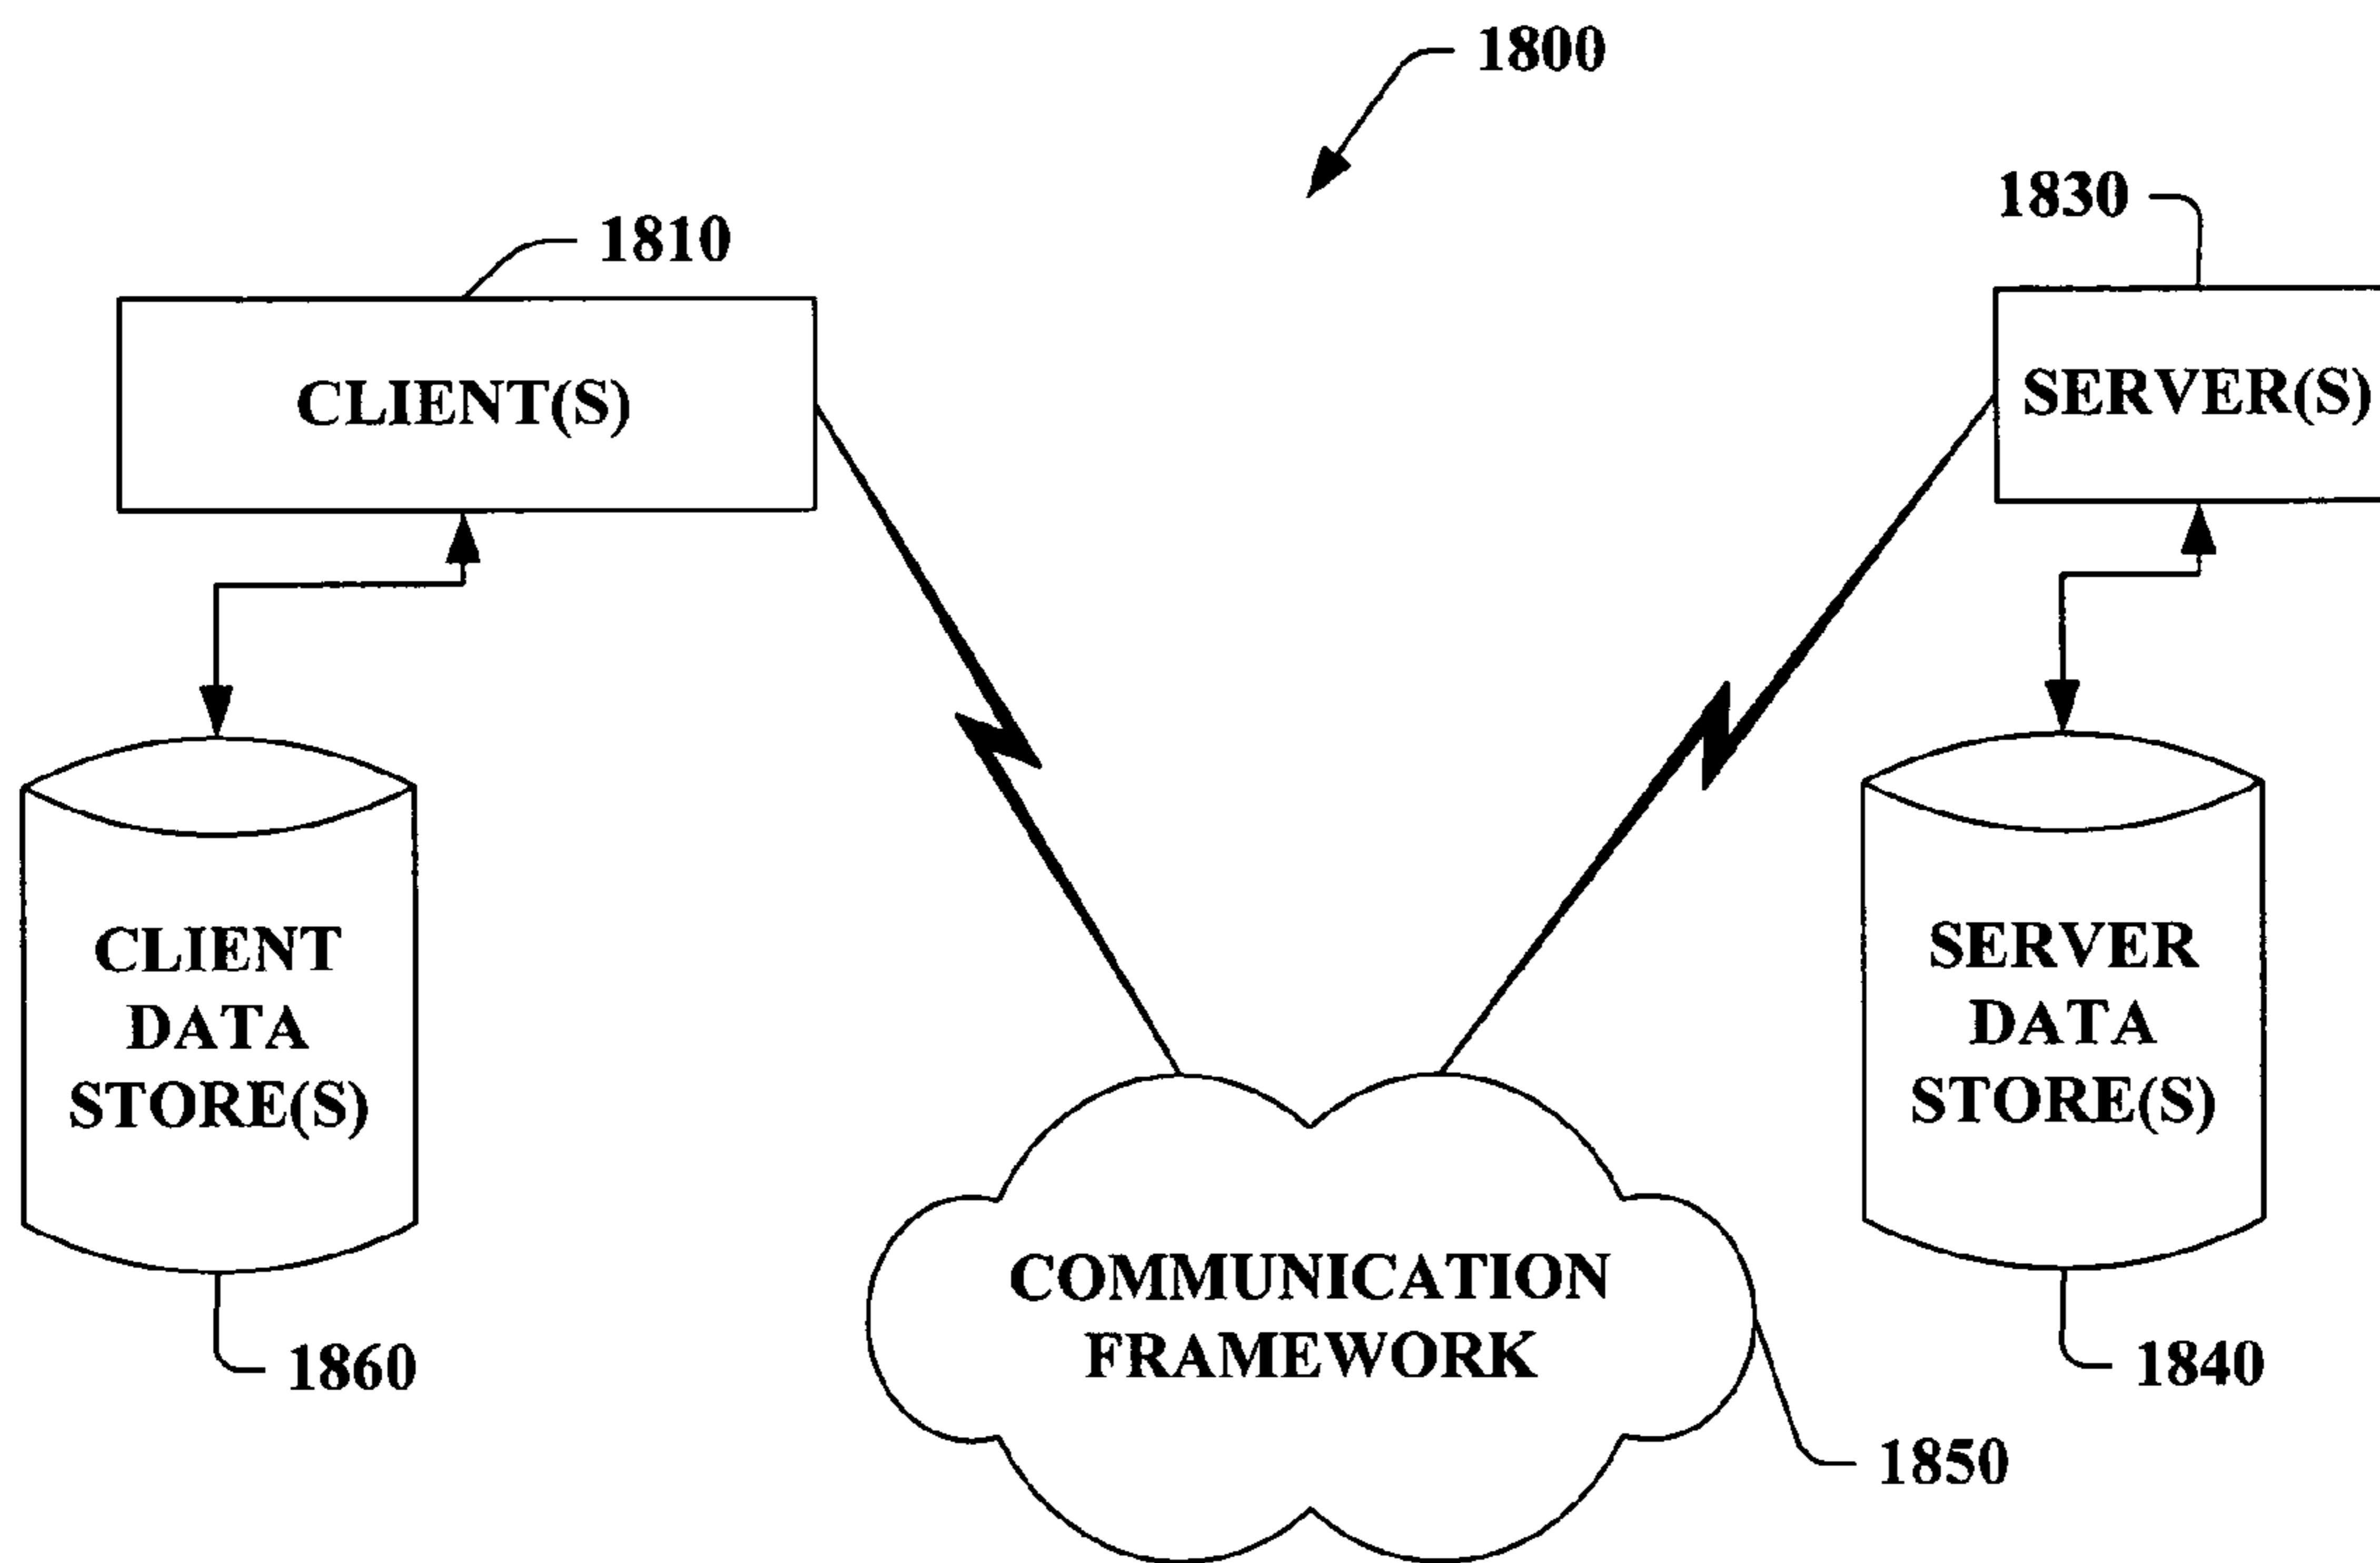 1800
1810
1830
CLIENT(S)
SERVER(S)
CLIENT
DATA
STORE(S)
SERVER
DATA
STORE(S)
COMMUNICATION
FRAMEWORK
1860
1840
1850